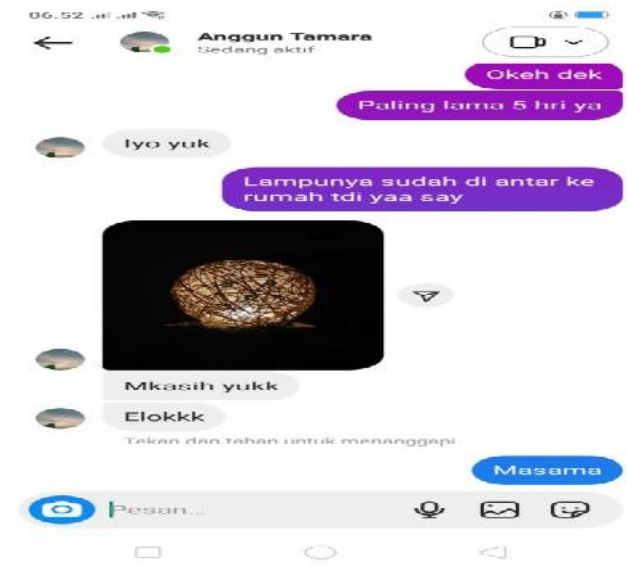 06.52
Anggun Tamara
Sedang aktif
Okeh dek
Paling lama 5 hri ya
Iyo yuk
Lampunya sudah di antar ke
rumah tdi yaa say
Mkasih yukk
Elokkk
Tekan dan tahan untuk menanggapi
Masama
Pesan...